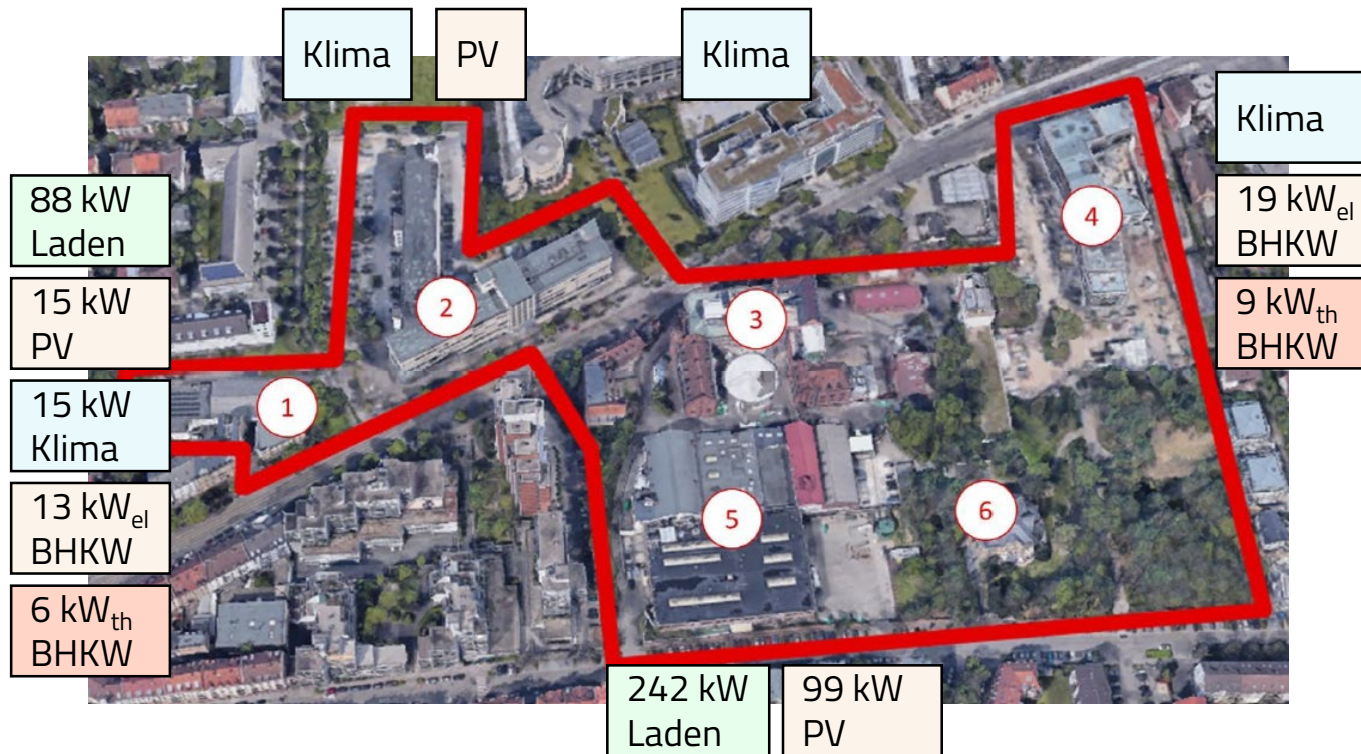 Klima
PV
Klima
Klima
88 kW
Laden
19 kWel
BHKW
15 kW
PV
9 kWth
BHKW
15 kW
Klima
13 kWel
BHKW
6 kWth
BHKW
242 kW
Laden
99 kW
PV
1
2
3
4
5
6